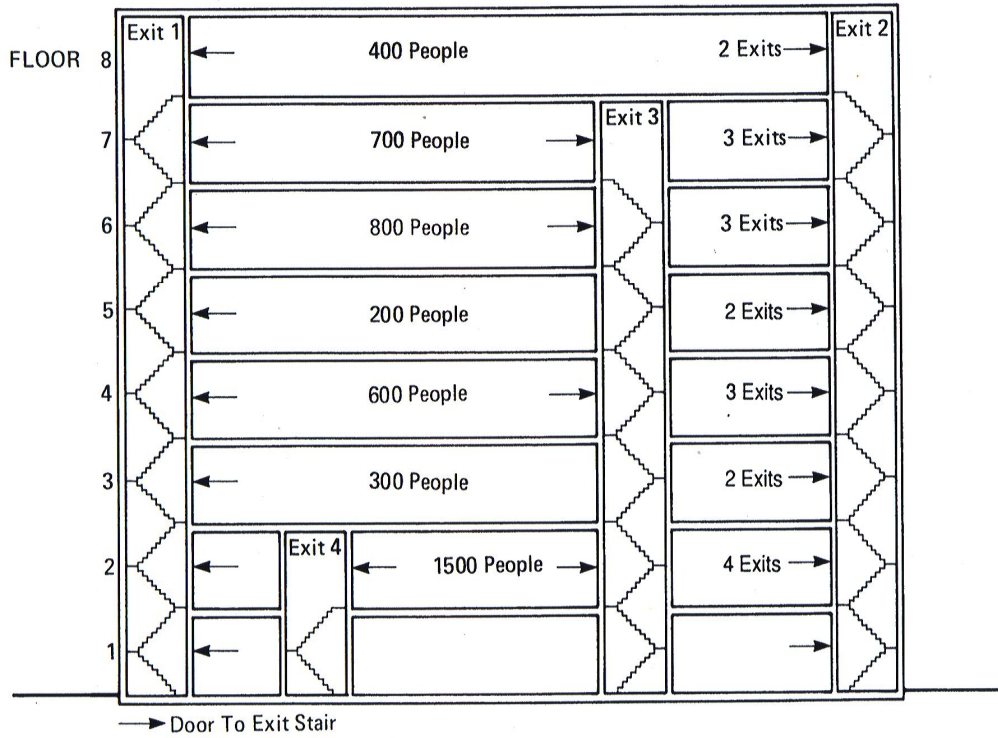 Exit 1
Exit 2
FLOOR 8
400 People
2 Exits
Exit 3
7
700 People
3 Exits
6
800 People
3 Exits
5
200 People
2 Exits
4
600 People
3 Exits
3
300 People
2 Exits
Exit 4
2
1500 People
4 Exits
1
Door To Exit Stair